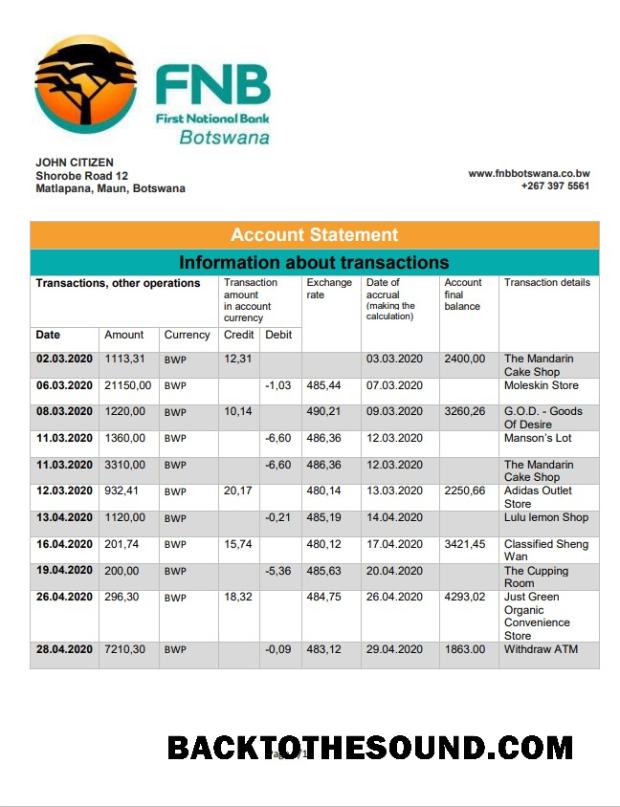 FNB
First National Bank
Botswana
JOHN CITIZEN
Shorobe Road 12
Matlapana, Maun, Botswana
www.fnbbotswana.co.bw
+267 397 5561
Account Statement
Information about transactions
Transactions, other operations
Transaction
amount
in account
currency
Exchange
rate
Date of
accrual
(making the
calculation)
Account
final
balance
Transaction details
Date Amount Currency Credit Debit
02.03.2020 1113,31 BWP 12,31 03.03.2020 2400,00 The Mandarin
Cake Shop
06.03.2020 21150,00 BWP -1,03 485,44 07.03.2020 Moleskin Store
08.03.2020 1220,00 BWP 10,14 490,21 09.03.2020 3260,26 G.O.D. - Goods
Of Desire
11.03.2020 1360,00 BWP -6,60 486,36 12.03.2020 Manson's Lot
11.03.2020 3310,00 BWP -6,60 486,36 12.03.2020 The Mandarin
Cake Shop
12.03.2020 932,41 BWP 20,17 480,14 13.03.2020 2250,66 Adidas Outlet
Store
13.04.2020 1120,00 BWP -0,21 485,19 14.04.2020 Lulu lemon Shop
16.04.2020 201,74 BWP 15,74 480,12 17.04.2020 3421,45 Classified Sheng
Wan
19.04.2020 200,00 BWP -5,36 485,63 20.04.2020 The Cupping
Room
26.04.2020 296,30 BWP 18,32 484,75 26.04.2020 4293,02 Just Green
Organic
Convenience
Store
28.04.2020 7210,30 BWP -0,09 483,12 29.04.2020 1863.00 Withdraw ATM
BACKTOTHESOUND.COM